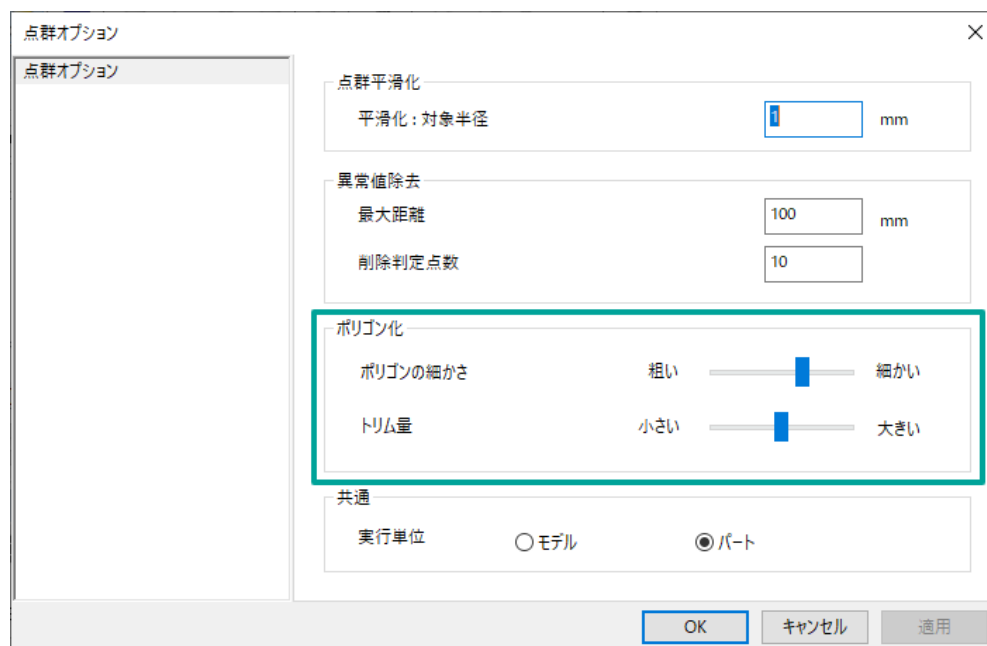 点群オプション
点群オプション
点群平滑化
平滑化 : 対象半径 1 mm
異常値除去
最大距離 100 mm
削除判定点数 10
ポリゴン化
ポリゴンの細かさ 粗い 細かい
トリム量 小さい 大きい
共通
実行単位 モデル パート
OK キャンセル 適用